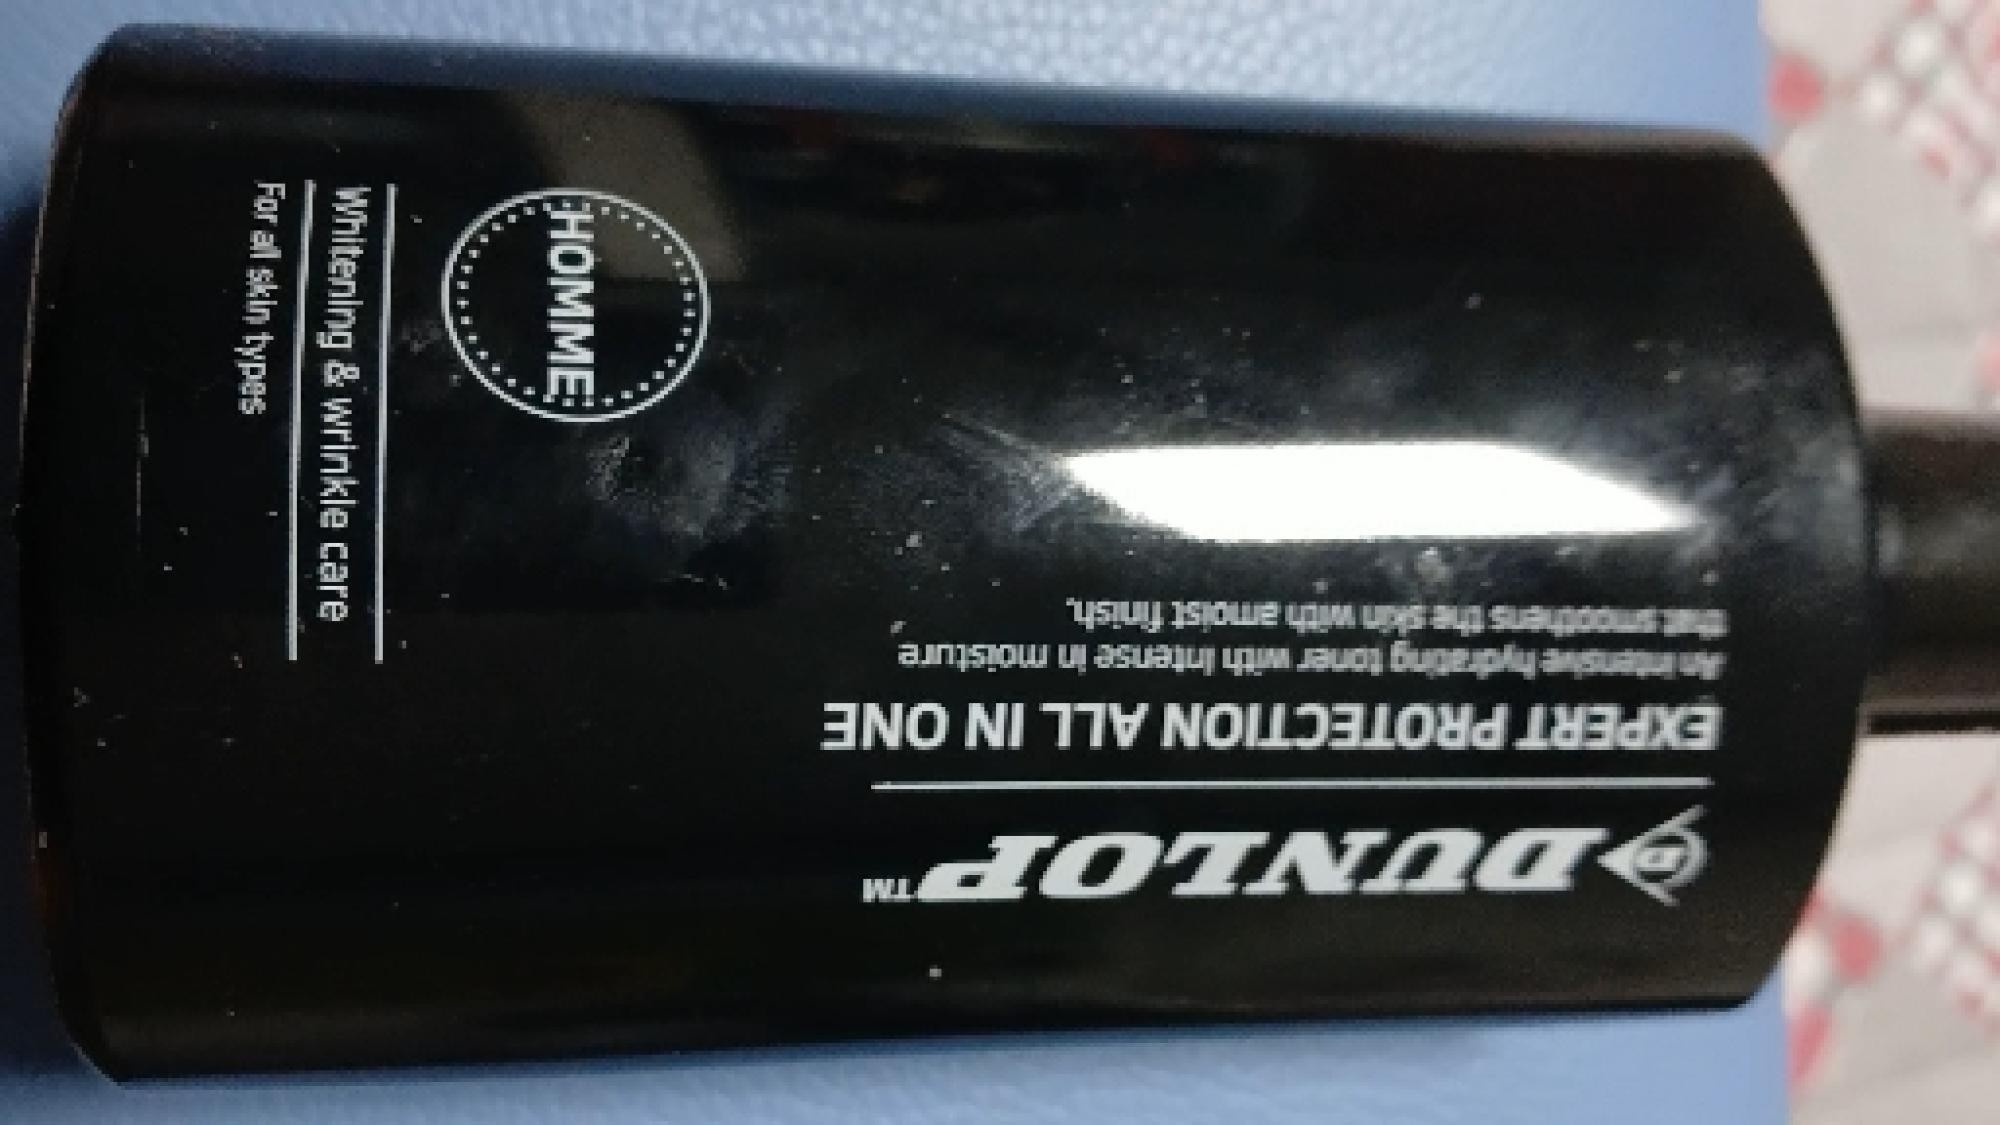 DUNLOP™
EXPERT PROTECTION ALL IN ONE
An intensive hydrating toner with intense in moisture
that smoothens the skin with amoist finish.
HOMME
Whitening & wrinkle care
For all skin types